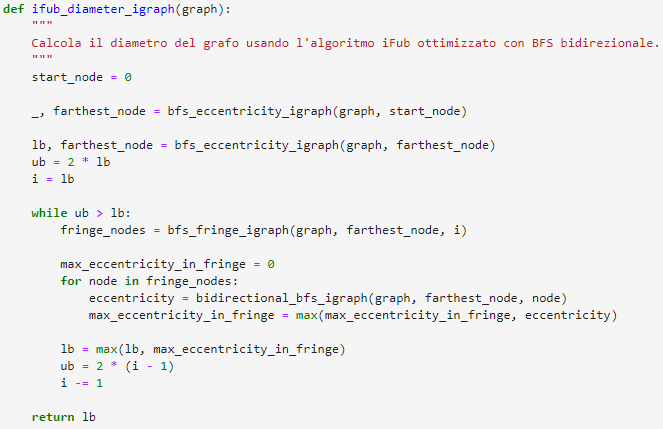 def ifub_diameter_igraph(graph):
    """
    Calcola il diametro del grafo usando l'algoritmo iFub ottimizzato con BFS bidirezionale.
    """
    start_node = 0
    _, farthest_node = bfs_eccentricity_igraph(graph, start_node)
    lb, farthest_node = bfs_eccentricity_igraph(graph, farthest_node)
    ub = 2 * lb
    i = lb
    while ub > lb:
        fringe_nodes = bfs_fringe_igraph(graph, farthest_node, i)
        max_eccentricity_in_fringe = 0
        for node in fringe_nodes:
            eccentricity = bidirectional_bfs_igraph(graph, farthest_node, node)
            max_eccentricity_in_fringe = max(max_eccentricity_in_fringe, eccentricity)
        lb = max(lb, max_eccentricity_in_fringe)
        ub = 2 * (i - 1)
        i -= 1
    return lb